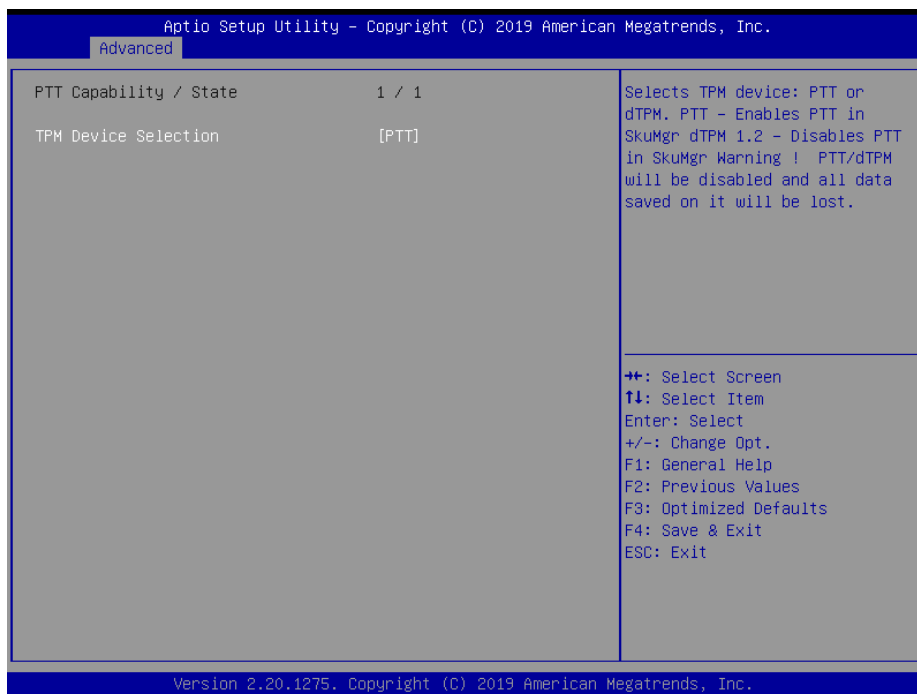 Aptio Setup Utility – Copyright (C) 2019 American Megatrends, Inc.
Advanced
PTT Capability / State 1 / 1
TPM Device Selection [PTT]
Selects TPM device: PTT or
dTPM. PTT – Enables PTT in
SkuMgr dTPM 1.2 – Disables PTT
in SkuMgr Warning ! PTT/dTPM
will be disabled and all data
saved on it will be lost.
→←: Select Screen
↑↓: Select Item
Enter: Select
+/-: Change Opt.
F1: General Help
F2: Previous Values
F3: Optimized Defaults
F4: Save & Exit
ESC: Exit
Version 2.20.1275. Copyright (C) 2019 American Megatrends, Inc.